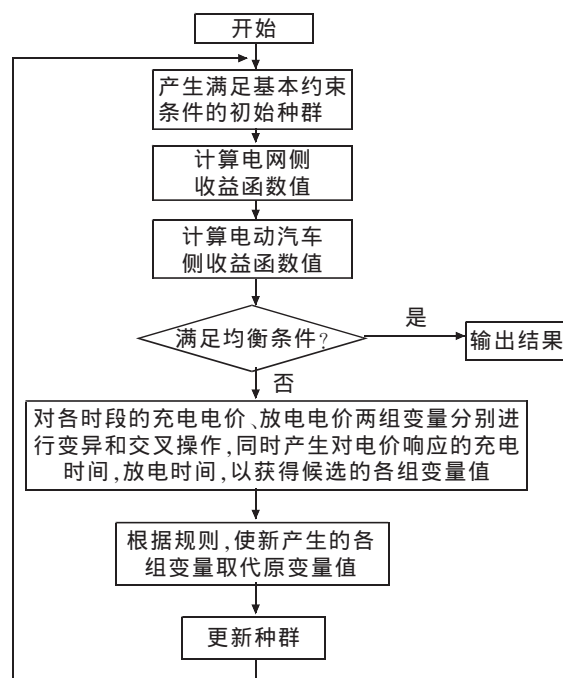 开始
产生满足基本约束
条件的初始种群
计算电网侧
收益函数值
计算电动汽车
侧收益函数值
满足均衡条件?
是
输出结果
否
对各时段的充电电价、放电电价两组变量分别进
行变异和交叉操作,同时产生对电价响应的充电
时间,放电时间,以获得候选的各组变量值
根据规则,使新产生的各
组变量取代原变量值
更新种群